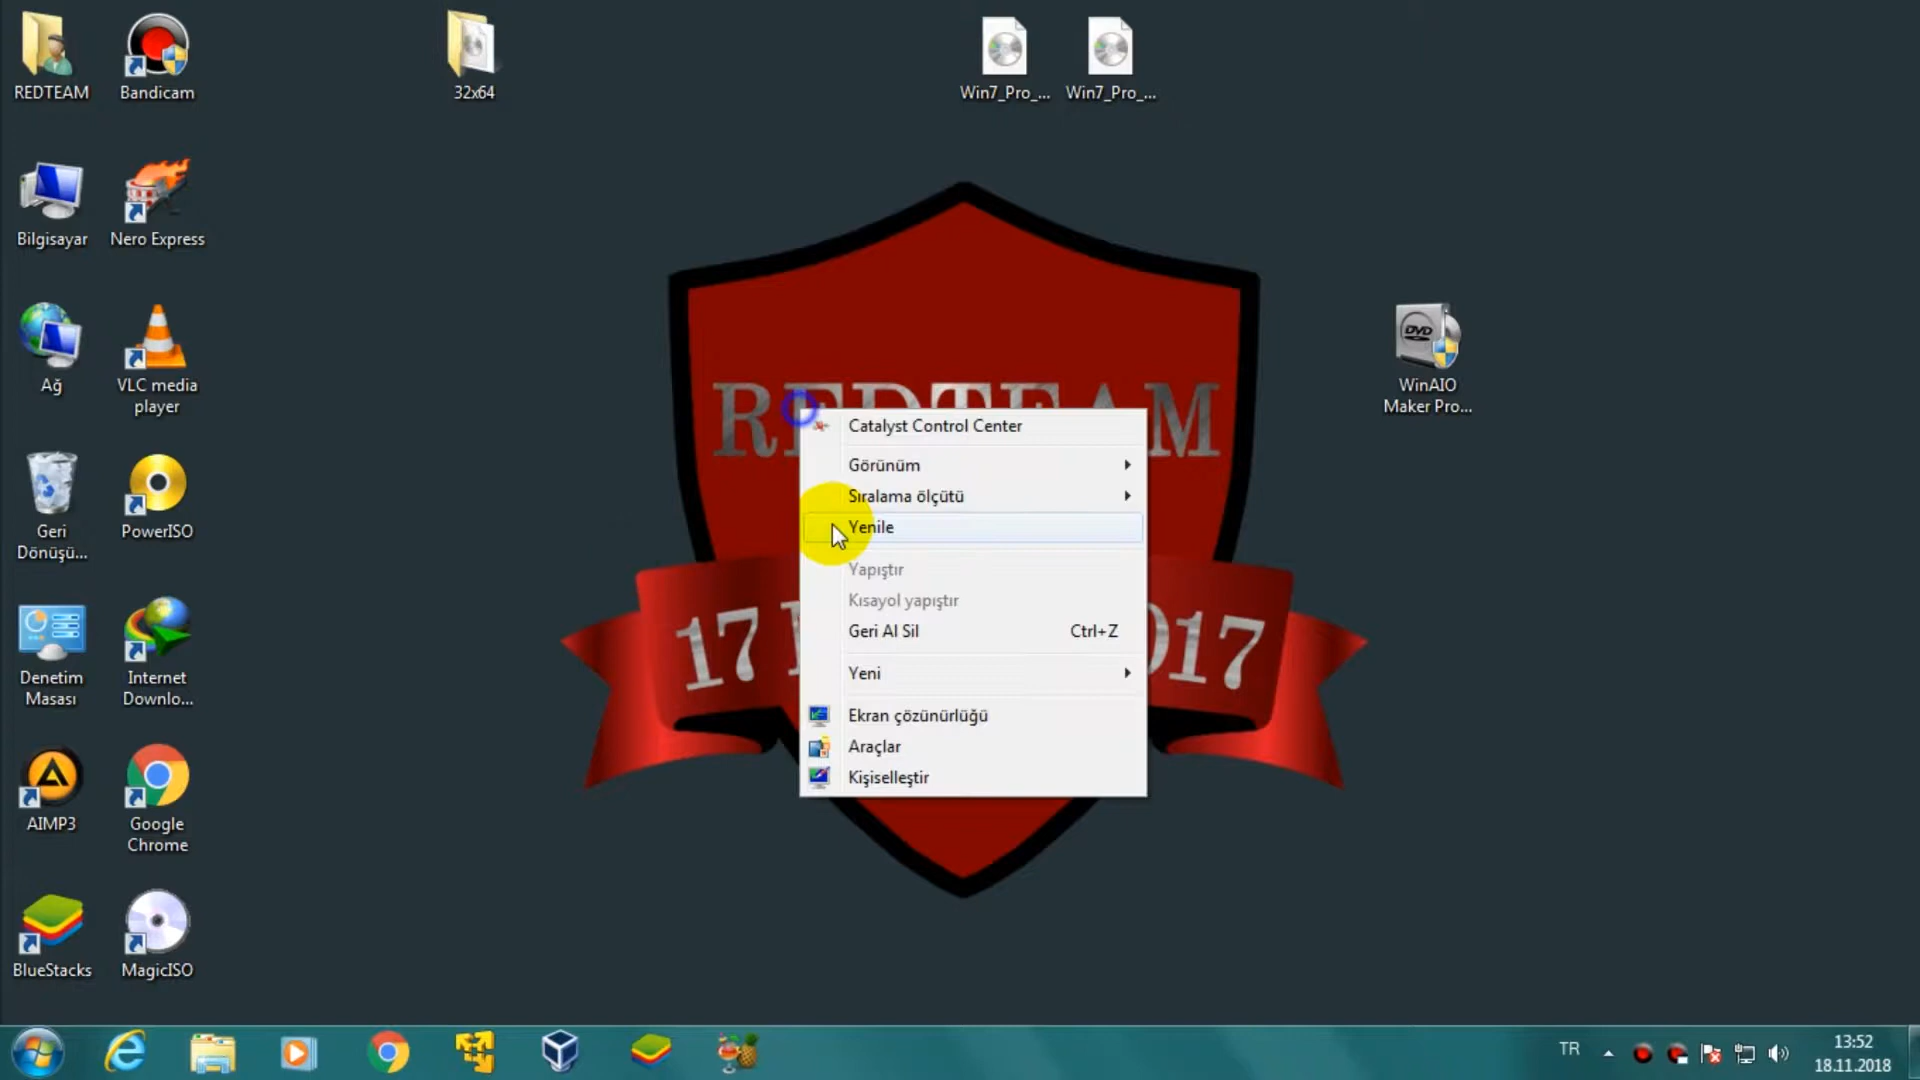 REDTEAM
Bandicam
32x64
Win7_Pro_...
Win7_Pro_...
Bilgisayar
Nero Express
Ağ
VLC media
player
WinAIO
Maker Pro...
Geri
Dönüşü...
PowerISO
Denetim
Masası
Internet
Downlo...
AIMP3
Google
Chrome
BlueStacks
MagicISO
REDTEAM
17
017
DVD
Catalyst Control Center
Görünüm
Sıralama ölçütü
Yenile
Yapıştır
Kısayol yapıştır
Geri Al Sil Ctrl+Z
Yeni
Ekran çözünürlüğü
Araçlar
Kişiselleştir
TR
13:52
18.11.2018